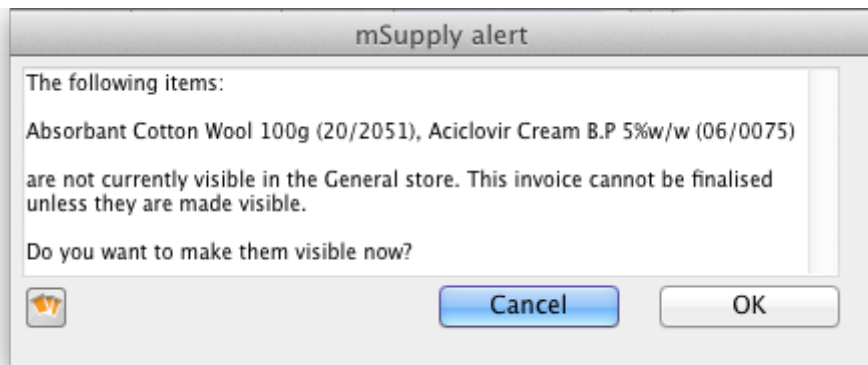 mSupply alert
The following items:
Absorbant Cotton Wool 100g (20/2051), Aciclovir Cream B.P 5%w/w (06/0075)
are not currently visible in the General store. This invoice cannot be finalised
unless they are made visible.
Do you want to make them visible now?
Cancel
OK